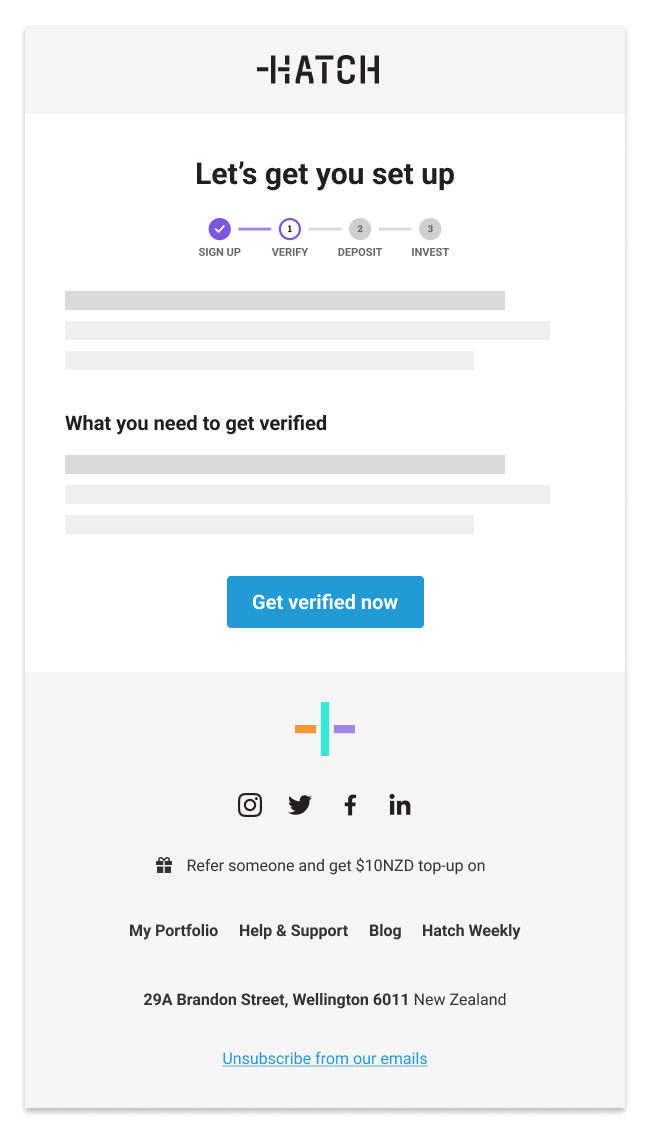 HATCH
Let's get you set up
1 2 3
SIGN UP VERIFY DEPOSIT INVEST
What you need to get verified
Get verified now
Refer someone and get $10NZD top-up on
My Portfolio Help & Support Blog Hatch Weekly
29A Brandon Street, Wellington 6011 New Zealand
Unsubscribe from our emails